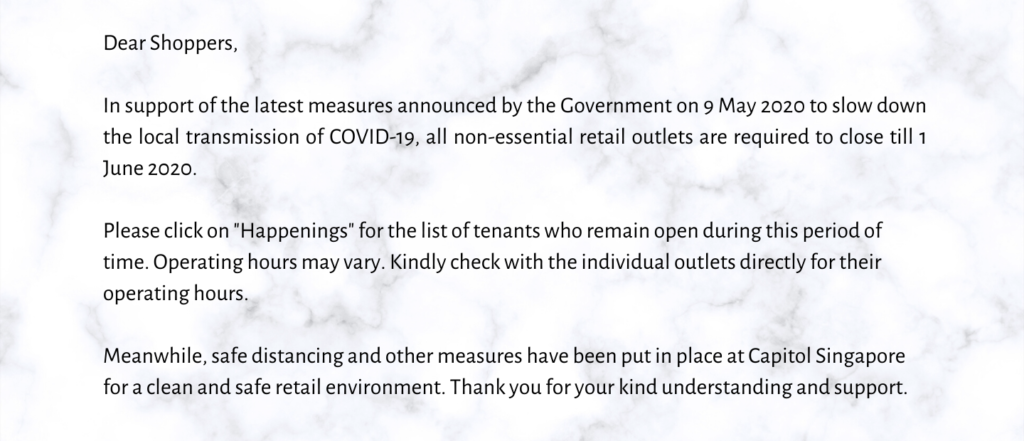 Dear Shoppers,
In support of the latest measures announced by the Government on 9 May 2020 to slow down
the local transmission of COVID-19, all non-essential retail outlets are required to close till 1
June 2020.
Please click on "Happenings" for the list of tenants who remain open during this period of
time. Operating hours may vary. Kindly check with the individual outlets directly for their
operating hours.
Meanwhile, safe distancing and other measures have been put in place at Capitol Singapore
for a clean and safe retail environment. Thank you for your kind understanding and support.